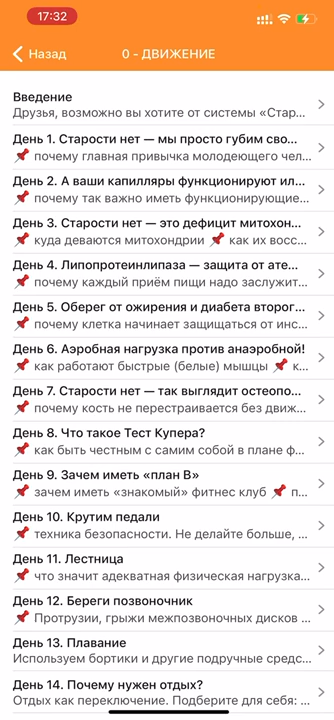 17:32
Назад
0 - ДВИЖЕНИЕ
Введение
Друзья, возможно вы хотите от системы «Стар...
День 1. Старости нет — мы просто губим сво...
📌 почему главная привычка молодеющего чел...
День 2. А ваши капилляры функционируют ил...
📌 почему так важно иметь функционирующие...
День 3. Старости нет — это дефицит митохон...
📌 куда деваются митохондрии 📌 как их восс...
День 4. Липопротеинлипаза — защита от ате...
📌 почему каждый приём пищи надо заслужит...
День 5. Оберег от ожирения и диабета второг...
📌 почему клетка начинает защищаться от инс...
День 6. Аэробная нагрузка против анаэробной!
📌 как работают быстрые (белые) мышцы 📌 к...
День 7. Старости нет — так выглядит остеопо...
📌 почему кость не перестраивается без движ...
День 8. Что такое Тест Купера?
📌 как быть честным с самим собой в плане ф...
День 9. Зачем иметь «план В»
📌 зачем иметь «знакомый» фитнес клуб 📌 п...
День 10. Крутим педали
📌 техника безопасности. Не делайте больше, ...
День 11. Лестница
📌 что значит адекватная физическая нагрузка...
День 12. Береги позвоночник
📌 Протрузии, грыжи межпозвоночных дисков ...
День 13. Плавание
Используем бортики и другие подручные средс...
День 14. Почему нужен отдых?
Отдых как переключение. Подберите для себя: ...